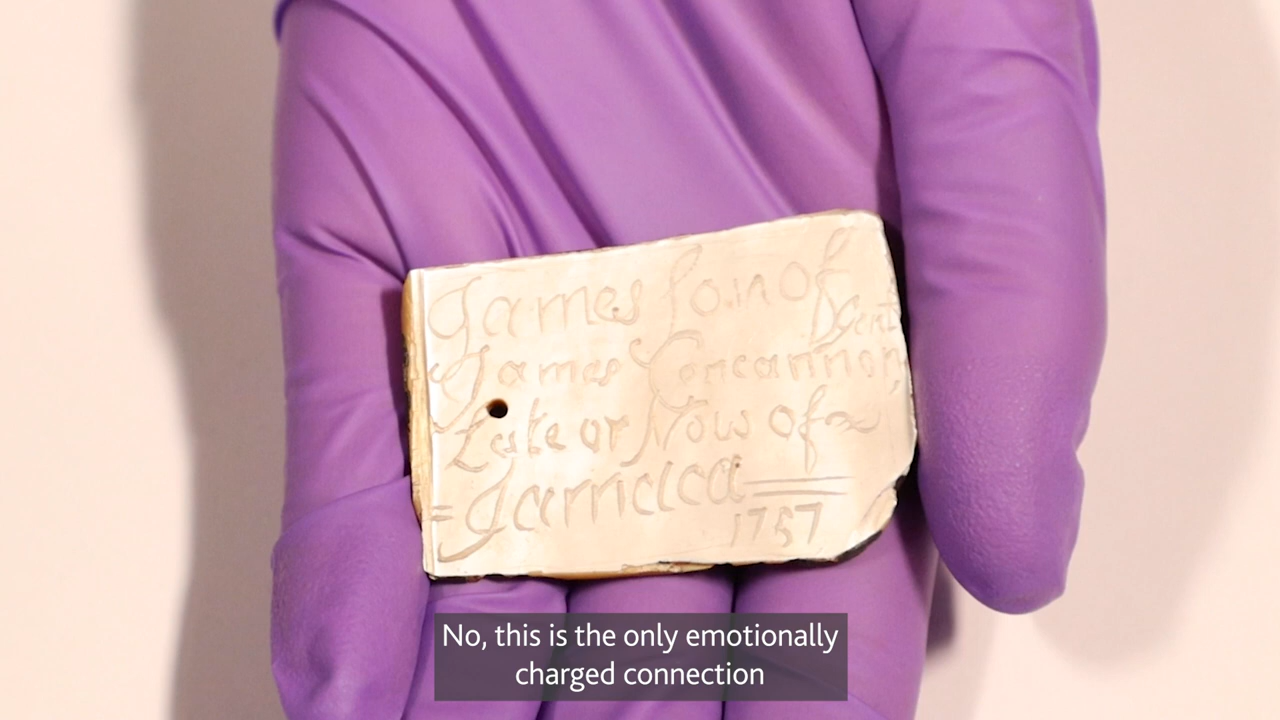 James Son of
Gent
James Concannon
Late or Now of
= Jamaica
1757
No, this is the only emotionally
charged connection